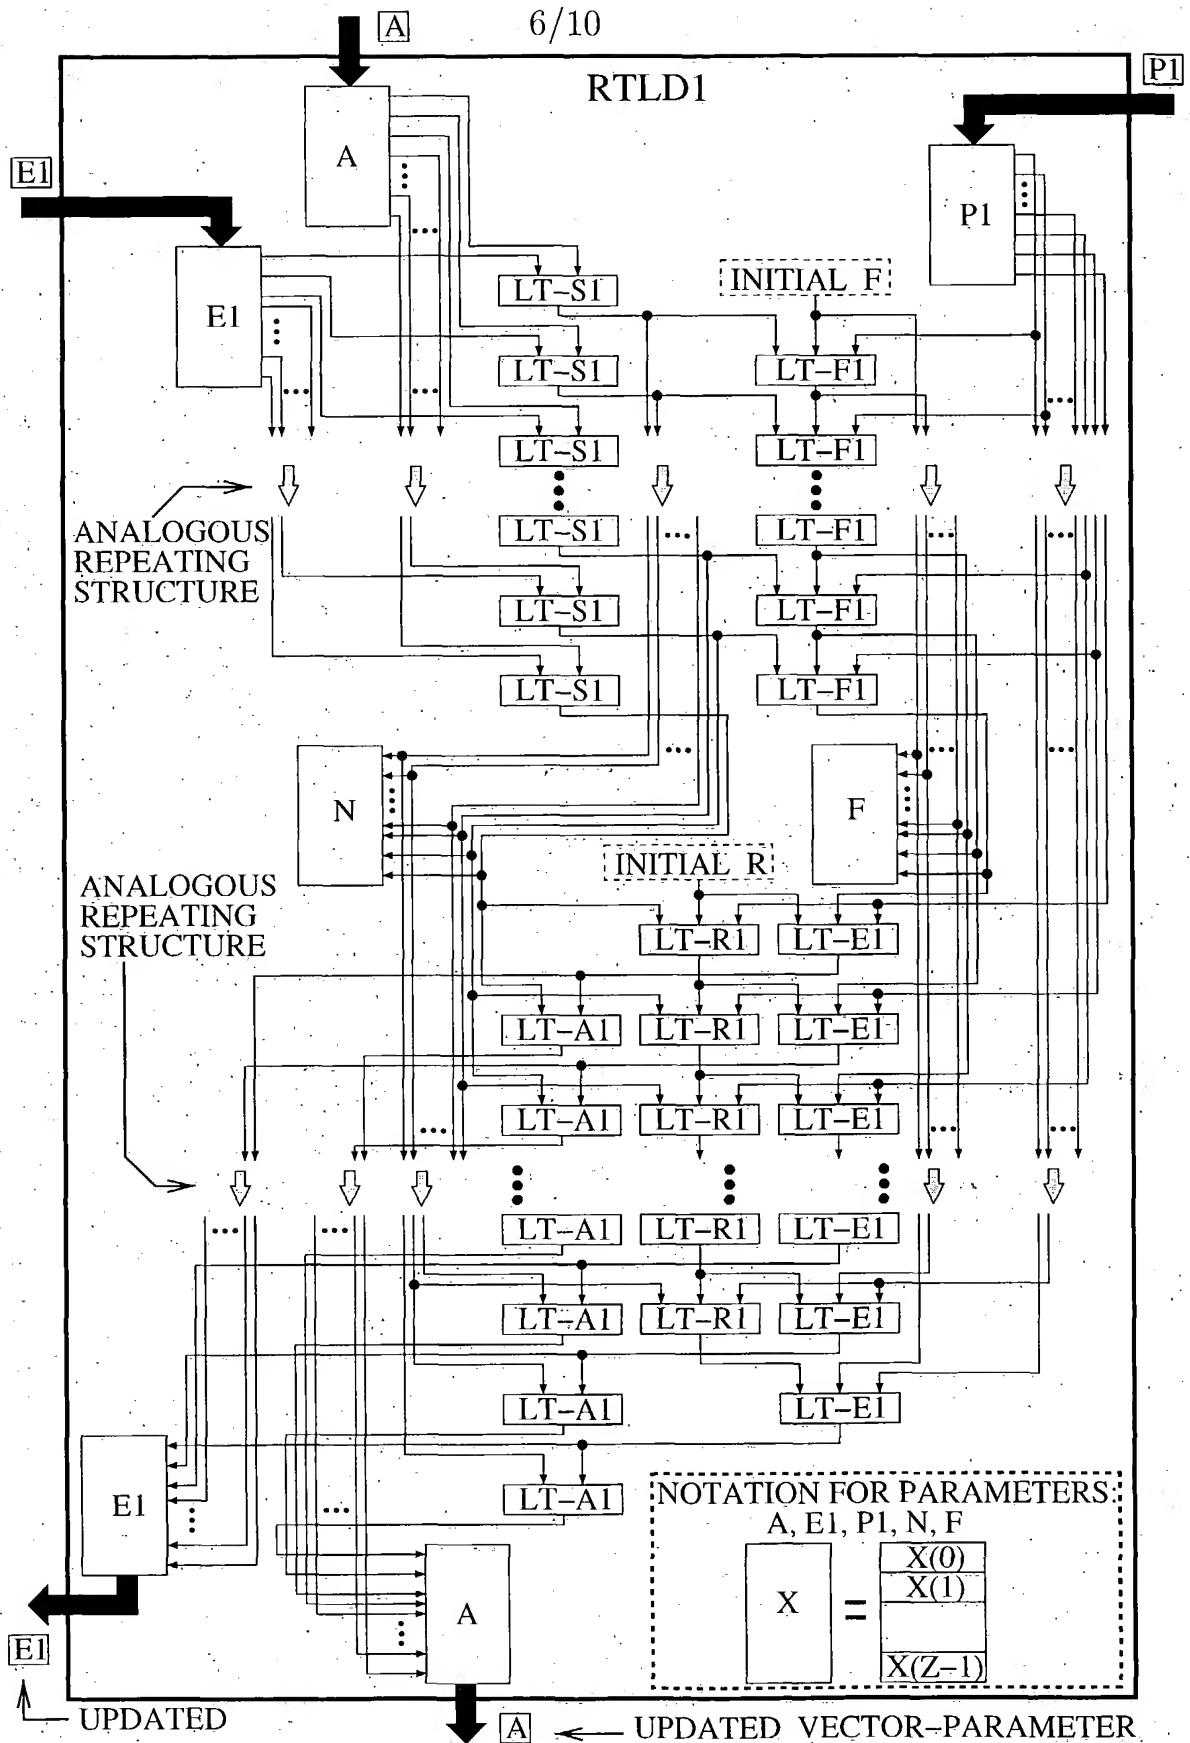 6/10
A
RTLD1
P1
A
E1
P1
E1
INITIAL F
LT-S1
LT-S1 LT-F1
LT-S1 LT-F1
ANALOGOUS
REPEATING
STRUCTURE
LT-S1 LT-F1
LT-S1 LT-F1
LT-S1 LT-F1
N
F
INITIAL R
ANALOGOUS
REPEATING
STRUCTURE
LT-R1 LT-E1
LT-A1 LT-R1 LT-E1
LT-A1 LT-R1 LT-E1
LT-A1 LT-R1 LT-E1
LT-A1 LT-R1 LT-E1
LT-A1 LT-E1
LT-A1
E1
NOTATION FOR PARAMETERS:
A, E1, P1, N, F
X = X(0)
X(1)
X(Z-1)
A
E1
UPDATED
A
UPDATED VECTOR-PARAMETER